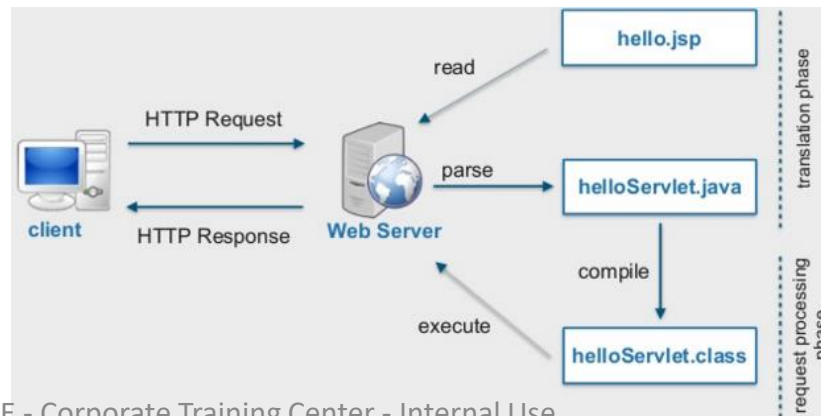 hello.jsp
read
translation phase
HTTP Request
parse
helloServlet.java
client
HTTP Response
Web Server
compile
request processing
phase
execute
helloServlet.class
- Corporate Training Center - Internal Use